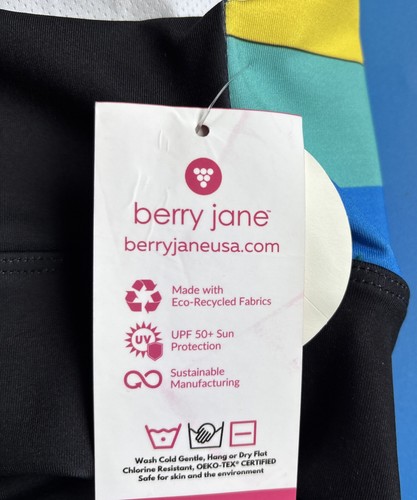 berry jane™
berryjaneusa.com
Made with
Eco-Recycled Fabrics
UV
UPF 50+ Sun
Protection
Sustainable
Manufacturing
Wash Cold Gentle, Hang or Dry Flat
Chlorine Resistant, OEKO-TEX® CERTIFIED
Safe for skin and the environment